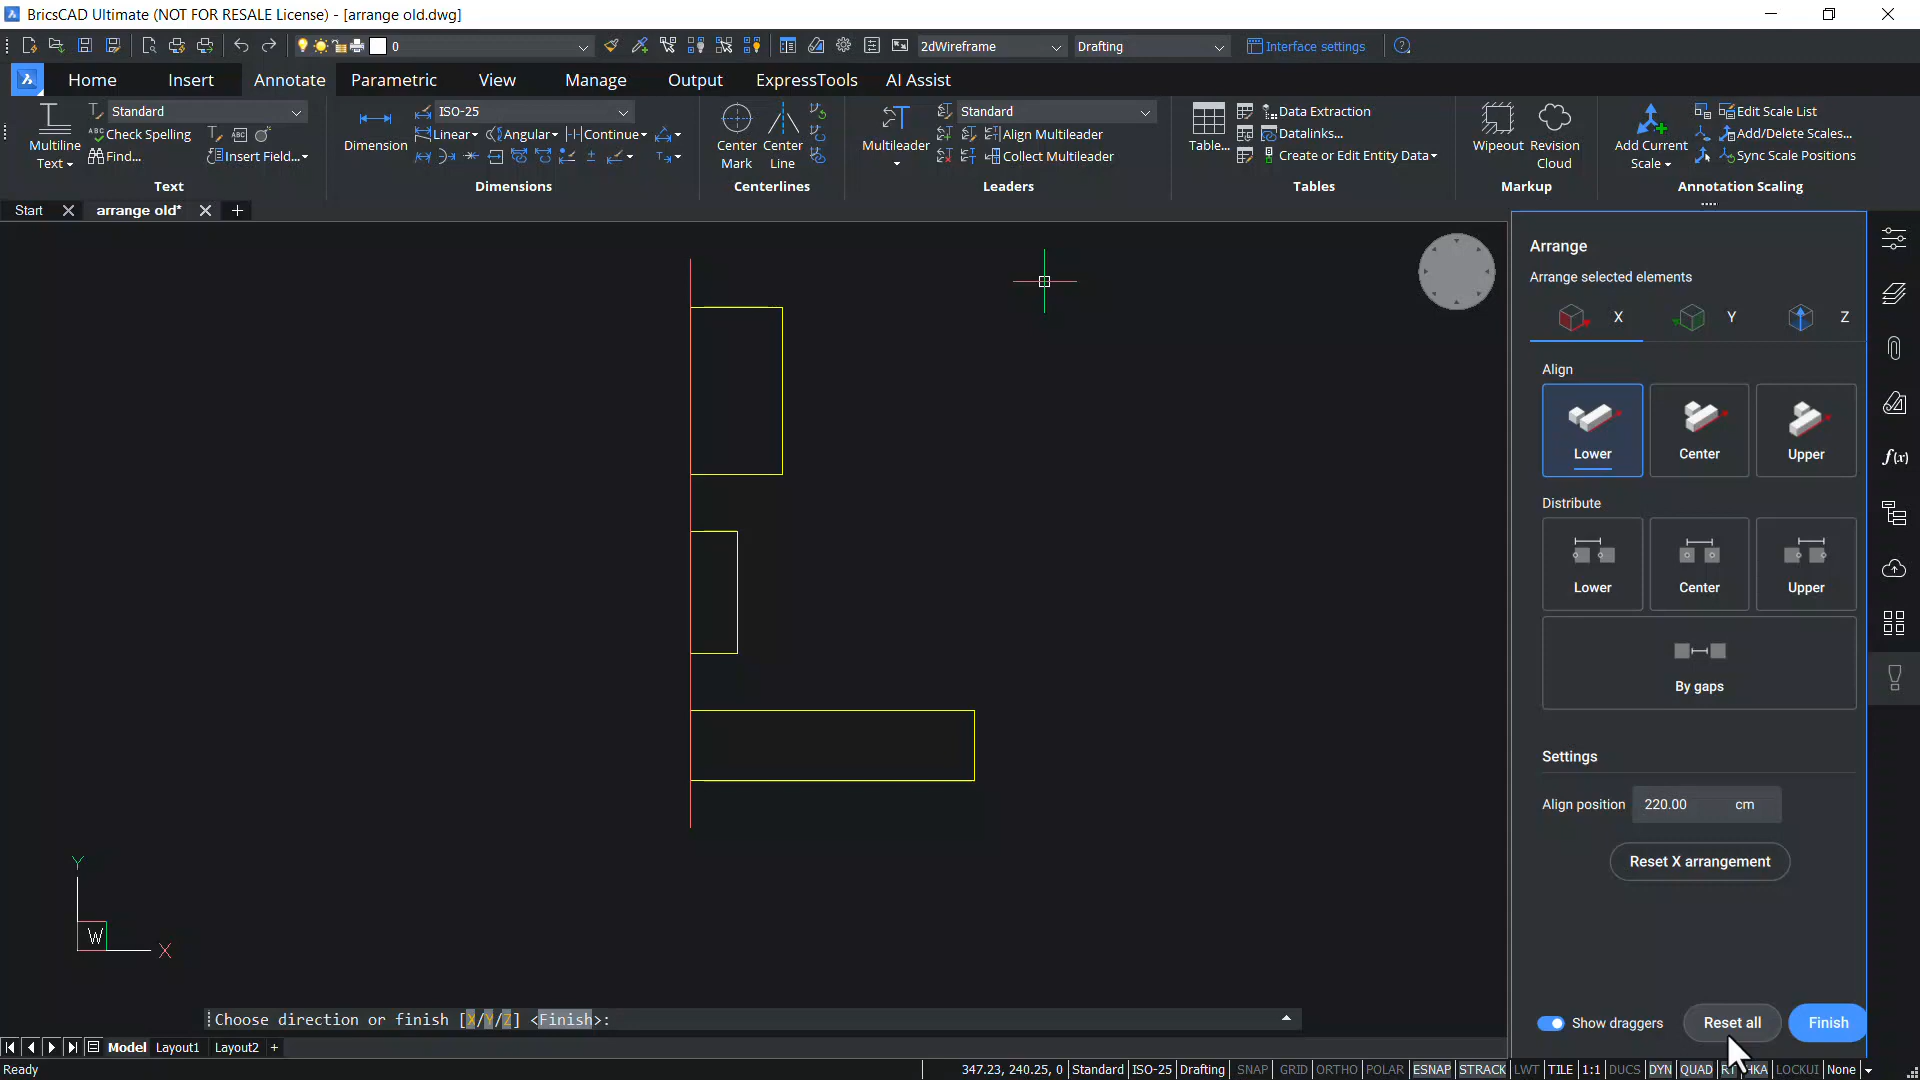 BricsCAD Ultimate (NOT FOR RESALE License) - [arrange old.dwg]
0
2dWireframe
Drafting
Interface settings
Home Insert Annotate Parametric View Manage Output ExpressTools AI Assist
Multiline Text
Standard
Check Spelling
Find...
Insert Field...
Text
Dimension
ISO-25
Linear
Angular
Continue
Dimensions
Center Mark
Center Line
Centerlines
Multileader
Standard
Align Multileader
Collect Multileader
Leaders
Table...
Data Extraction
Datalinks...
Create or Edit Entity Data
Tables
Wipeout
Revision Cloud
Markup
Add Current Scale
Edit Scale List
Add/Delete Scales...
Sync Scale Positions
Annotation Scaling
Start
arrange old*
Arrange
Arrange selected elements
X
Y
Z
Align
Lower
Center
Upper
Distribute
Lower
Center
Upper
By gaps
Settings
Align position 220.00 cm
Reset X arrangement
Show draggers
Reset all
Finish
f(x)
Y
W
X
Choose direction or finish [X/Y/Z] <Finish>:
Model Layout1 Layout2 +
Ready
347.23, 240.25, 0 Standard ISO-25 Drafting SNAP GRID ORTHO POLAR ESNAP STRACK LWT TILE 1:1 DUCS DYN QUAD HKA LOCKUI None